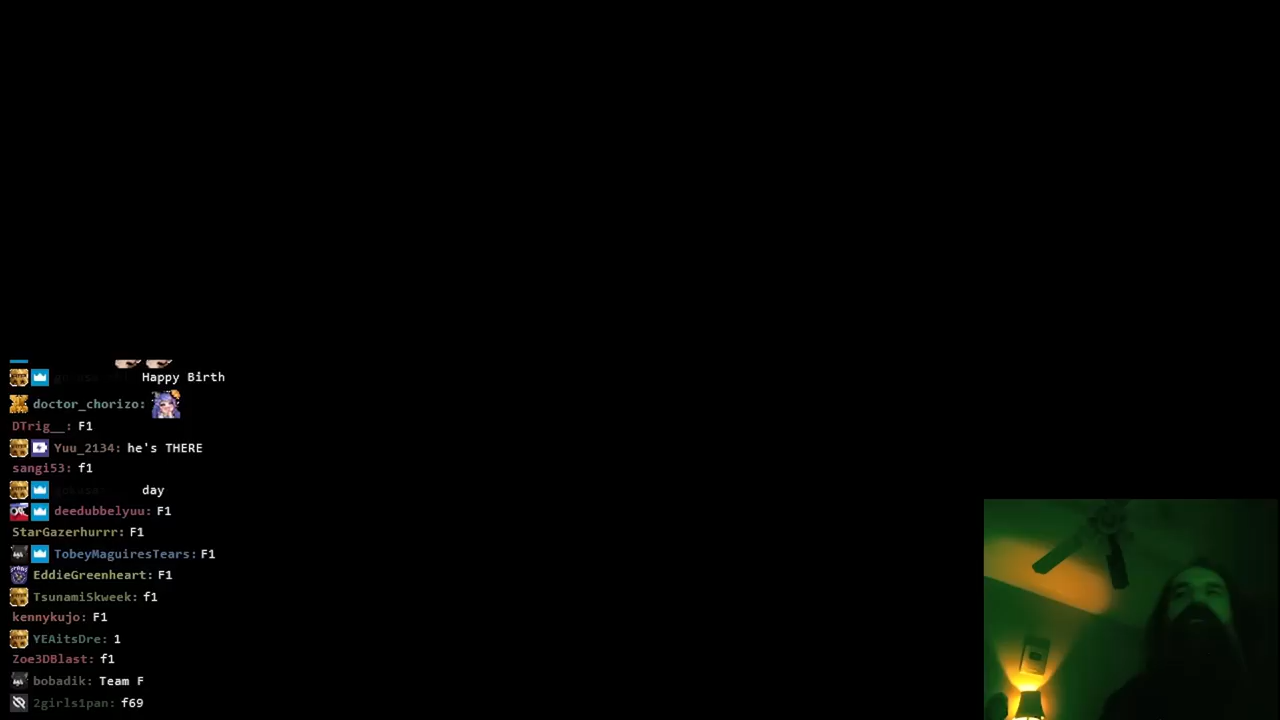 Happy Birth
doctor_chorizo:
DTrig__: F1
Yuu_2134: he's THERE
sangi53: f1
day
deedubbelyuu: F1
StarGazerhurrr: F1
TobeyMaguiresTears: F1
EddieGreenheart: F1
TsunamiSkweek: f1
kennykujo: F1
YEAitsDre: 1
Zoe3DBlast: f1
bobadik: Team F
2girls1pan: f69